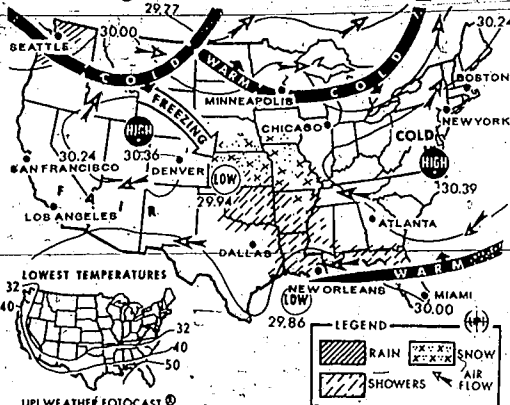 29.77
30.00
30.24
SEATTLE
COLD
WARM
COLD
BOSTON
MINNEAPOLIS
FREEZING
CHICAGO
NEW YORK
COLD
HIGH
30.36
30.24
SAN FRANCISCO
DENVER
LOW
29.94
HIGH
30.39
FAIR
LOS ANGELES
ATLANTA
DALLAS
NEW ORLEANS
WARM
LOWEST TEMPERATURES
LOW
29.86
MIAMI
30.00
32
40
32
40
50
LEGEND
RAIN
SNOW
SHOWERS
AIR FLOW
UPI WEATHER FOTOCAST ®